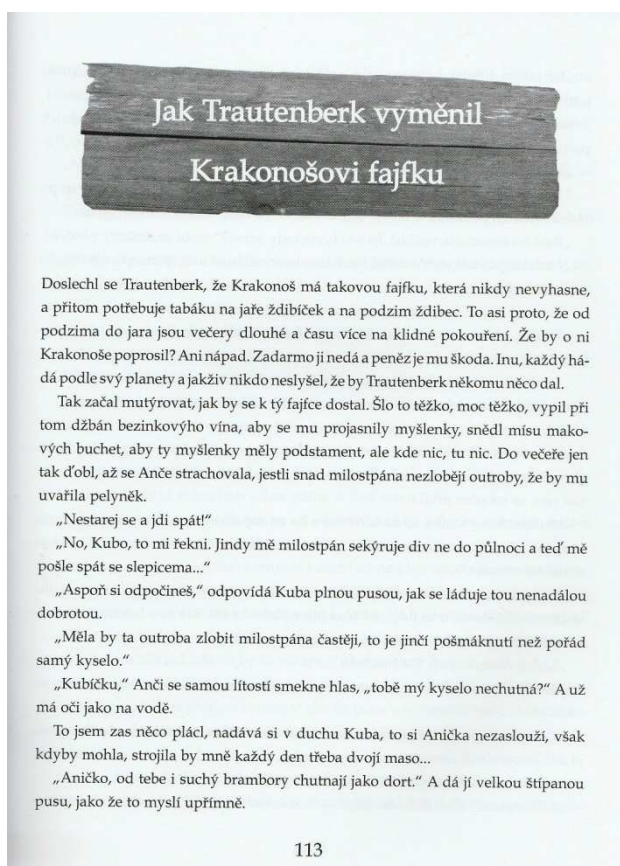 Jak Trautenberk vyměnil
Krakonošovi fajfku
Doslechl se Trautenberk, že Krakonoš má takovou fajfku, která nikdy nevyhasne,
a přitom potřebuje tabáku na jaře ždibíček a na podzim ždibec. To asi proto, že od
podzima do jara jsou večery dlouhé a času více na klidné pokouření. Že by o ni
Krakonoše poprosil? Ani nápad. Zadarmo ji nedá a peněz je mu škoda. Inu, každý há-
dá podle svý planety a jakživ nikdo neslyšel, že by Trautenberk někomu něco dal.
Tak začal mutýrovat, jak by se k tý fajfce dostal. Šlo to těžko, moc těžko, vypil při
tom džbán bezinkovýho vína, aby se mu projasnily myšlenky, snědl mísu mako-
vých buchet, aby ty myšlenky měly podstament, ale kde nic, tu nic. Do večeře jen
tak ďobl, až se Anče strachovala, jestli snad milostpána nezlobějí outroby, že by mu
uvařila pelyněk.
„Nestarej se a jdi spát!“
„No, Kubo, to mi řekni. Jindy mě milostpán sekýruje div ne do půlnoci a teď mě
pošle spát se slepicema...“
„Aspoň si odpočineš,“ odpovídá Kuba plnou pusou, jak se láduje tou nenadálou
dobrotou.
„Měla by ta outroba zlobit milostpána častěji, to je jinčí pošmáknutí než pořád
samý kyselo.“
„Kubíčku,“ Anči se samou lítostí smekne hlas, „tobě mý kyselo nechutná?“ A už
má oči jako na vodě.
To jsem zas něco plácl, nadává si v duchu Kuba, to si Anička nezaslouží, však
kdyby mohla, strojila by mně každý den třeba dvojí maso...
„Aničko, od tebe i suchý brambory chutnají jako dort.“ A dá jí velkou štípanou
pusu, jako že to myslí upřímně.
113